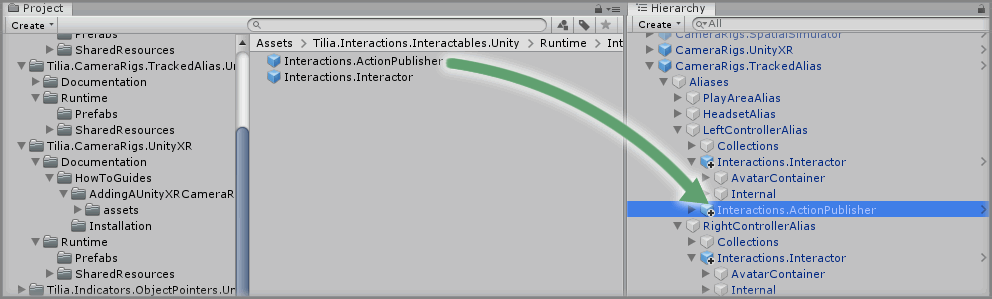 Project
Create
Prefabs
SharedResources
Tilia.CameraRigs.TrackedAlias.Un
Documentation
Runtime
Prefabs
SharedResources
Tilia.CameraRigs.UnityXR
Documentation
HowToGuides
AddingAUnityXRCameraR
assets
Installation
Runtime
Prefabs
SharedResources
Tilia.Indicators.ObjectPointers.Un
Assets > Tilia.Interactions.Interactables.Unity > Runtime > Int
Interactions.ActionPublisher
Interactions.Interactor
Hierarchy
Create
All
CameraRigs.SpatialSimulator
CameraRigs.UnityXR
CameraRigs.TrackedAlias
Aliases
PlayAreaAlias
HeadsetAlias
LeftControllerAlias
Collections
Interactions.Interactor
AvatarContainer
Internal
Interactions.ActionPublisher
RightControllerAlias
Collections
Interactions.Interactor
AvatarContainer
Internal